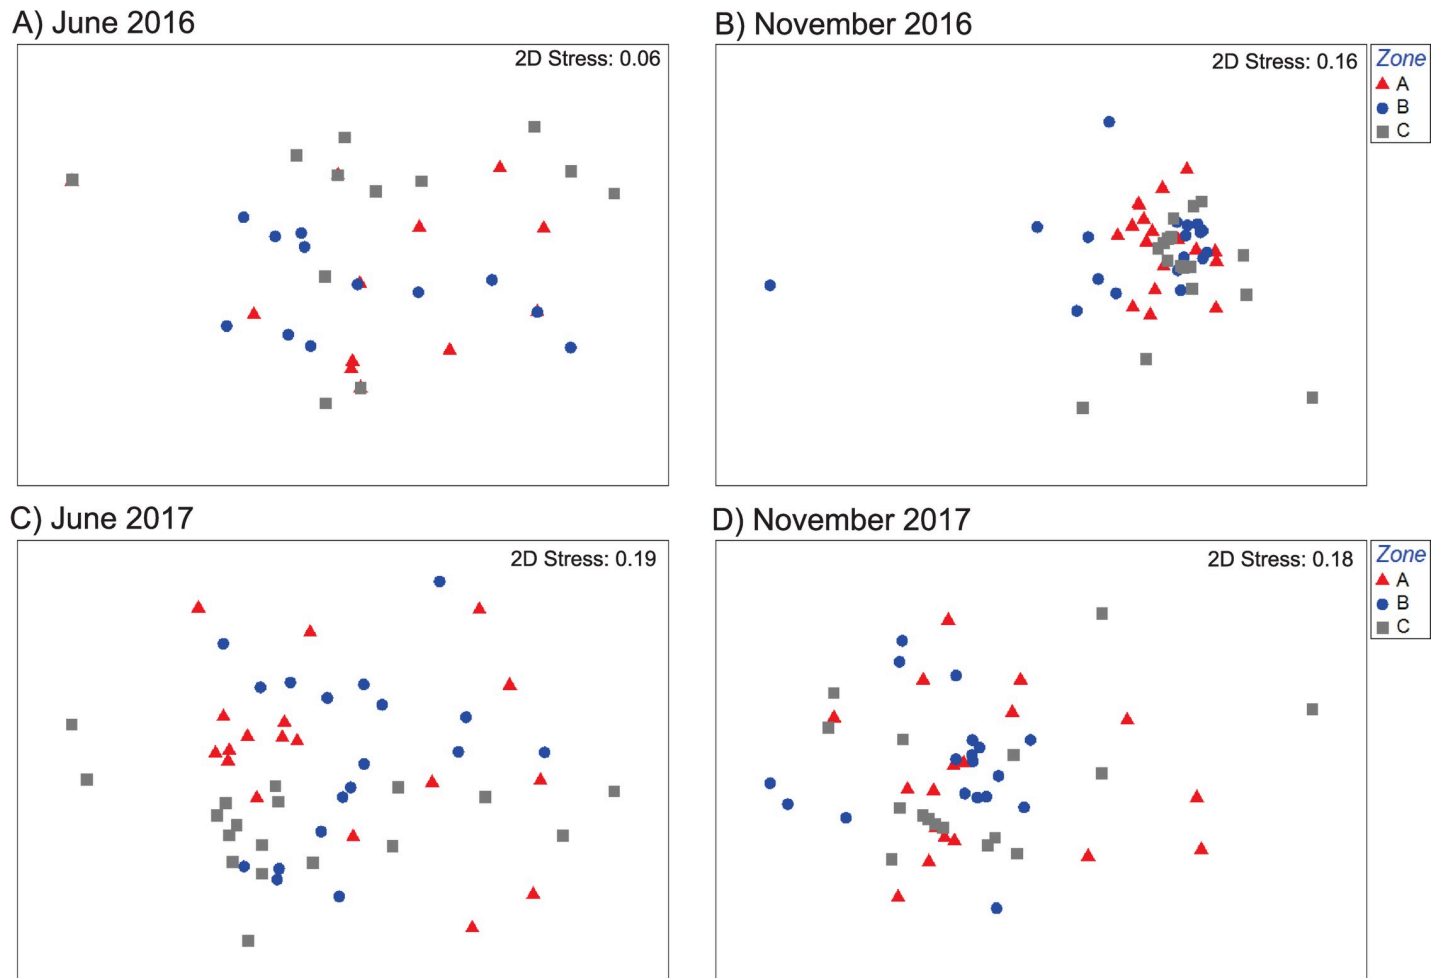 A) June 2016
2D Stress: 0.06
B) November 2016
2D Stress: 0.16
Zone
A
B
C
C) June 2017
2D Stress: 0.19
D) November 2017
2D Stress: 0.18
Zone
A
B
C